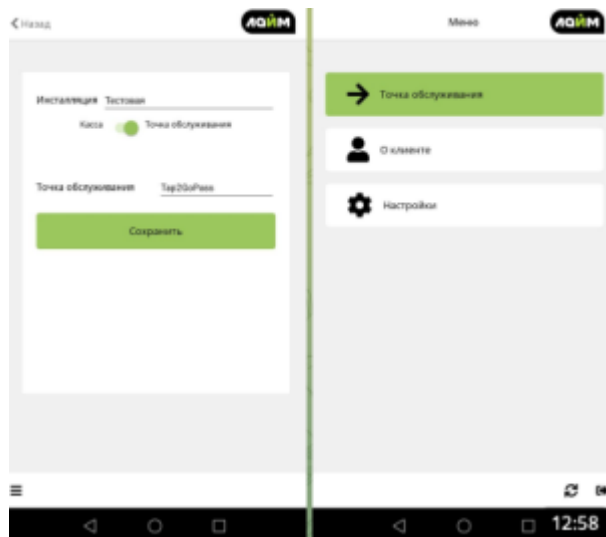 Назад
лайм
Инсталляция Тестовая
Касса Точка обслуживания
Точка обслуживания Tap2GoPass
Сохранить
Меню
лайм
Точка обслуживания
О клиенте
Настройки
12:58